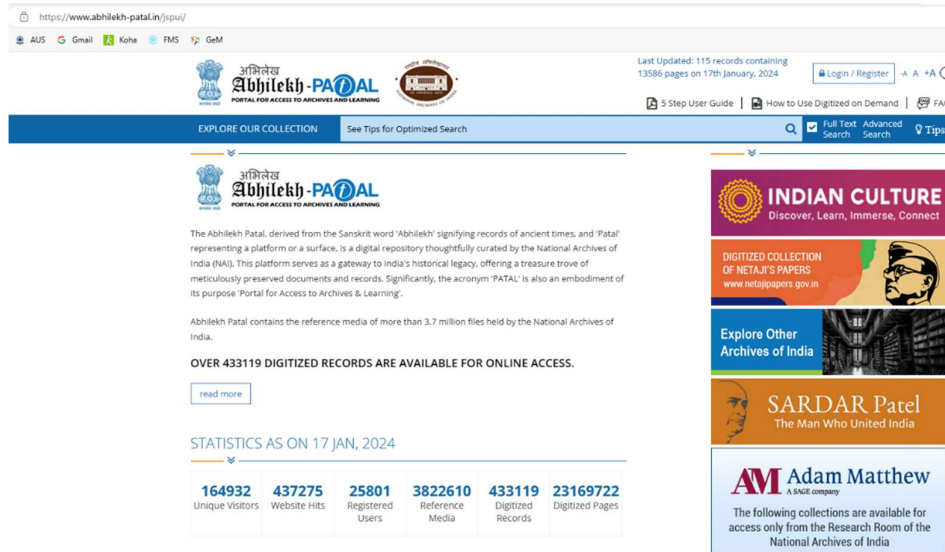 https://www.abhilekh-patal.in/jspui/
AUS Gmail Koha FMS GeM
अभिलेख
Abhilekh-PATAL
PORTAL FOR ACCESS TO ARCHIVES AND LEARNING
Last Updated: 115 records containing
13586 pages on 17th January, 2024
Login / Register -A A +A
5 Step User Guide | How to Use Digitized on Demand | FA
EXPLORE OUR COLLECTION See Tips for Optimized Search Full Text Search Advanced Search Tips
अभिलेख
Abhilekh-PATAL
PORTAL FOR ACCESS TO ARCHIVES AND LEARNING
The Abhilekh Patal, derived from the Sanskrit word 'Abhilekh' signifying records of ancient times, and 'Patal'
representing a platform or a surface, is a digital repository thoughtfully curated by the National Archives of
India (NAI). This platform serves as a gateway to India's historical legacy, offering a treasure trove of
meticulously preserved documents and records. Significantly, the acronym 'PATAL' is also an embodiment of
its purpose 'Portal for Access to Archives & Learning'.
Abhilekh Patal contains the reference media of more than 3.7 million files held by the National Archives of
India.
OVER 433119 DIGITIZED RECORDS ARE AVAILABLE FOR ONLINE ACCESS.
read more
STATISTICS AS ON 17 JAN, 2024
164932 Unique Visitors
437275 Website Hits
25801 Registered Users
3822610 Reference Media
433119 Digitized Records
23169722 Digitized Pages
INDIAN CULTURE
Discover, Learn, Immerse, Connect
DIGITIZED COLLECTION
OF NETAJI'S PAPERS
www.netajipapers.gov.in
Explore Other
Archives of India
SARDAR Patel
The Man Who United India
AM Adam Matthew
A SAGE company
The following collections are available for
access only from the Research Room of the
National Archives of India